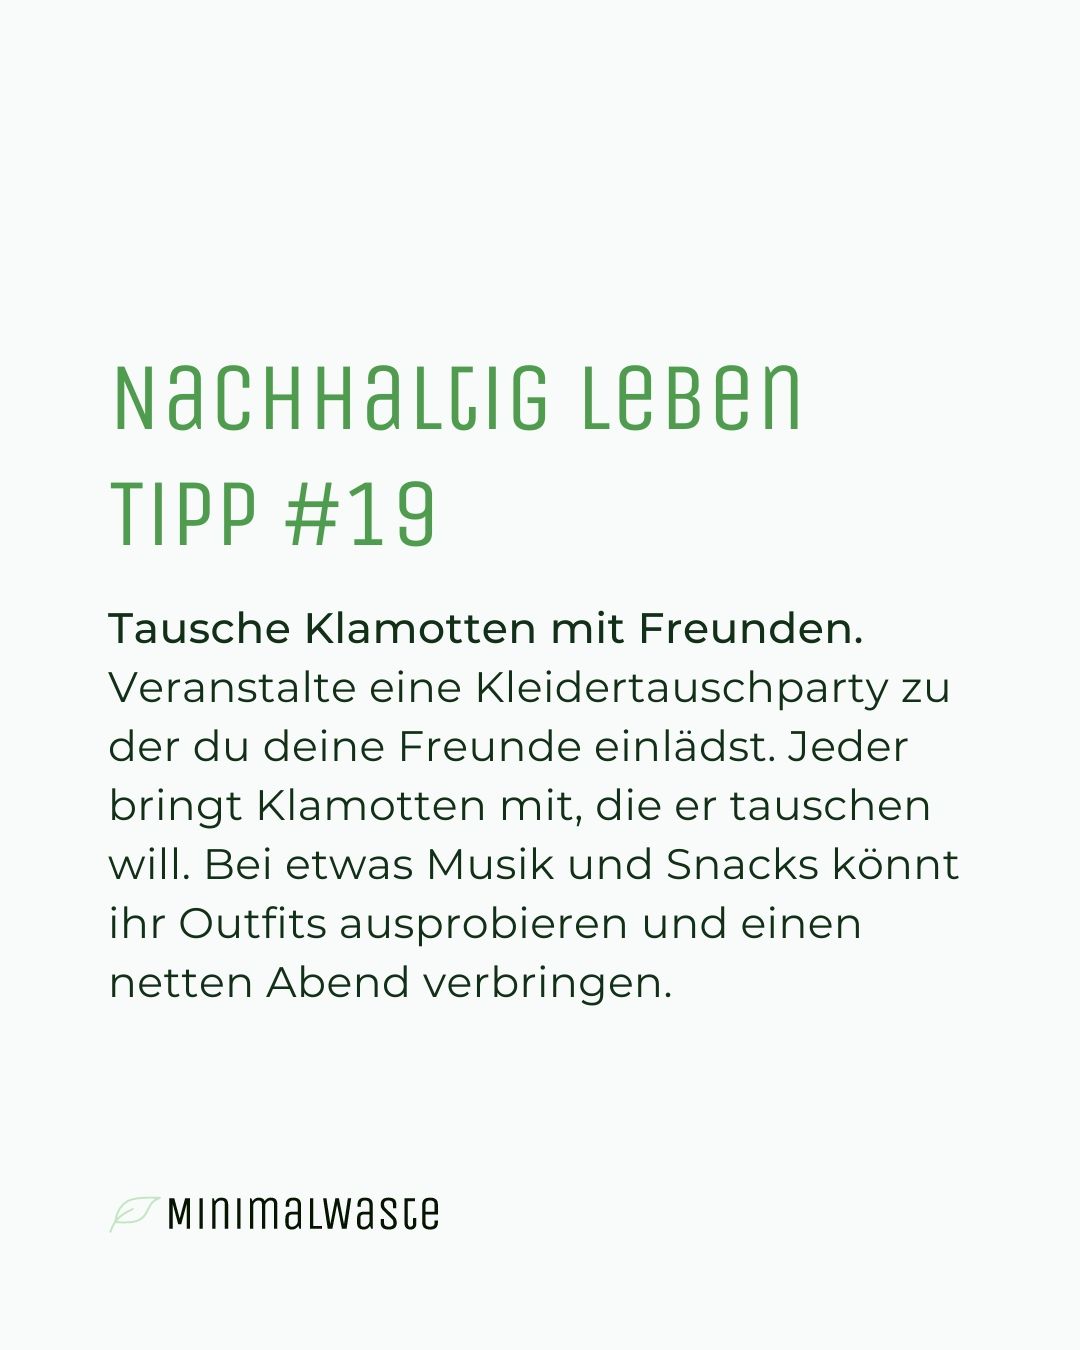 Nachhaltig leben
Tipp #19
Tausche Klamotten mit Freunden.
Veranstalte eine Kleidertauschparty zu
der du deine Freunde einlädst. Jeder
bringt Klamotten mit, die er tauschen
will. Bei etwas Musik und Snacks könnt
ihr Outfits ausprobieren und einen
netten Abend verbringen.
Minimalwaste